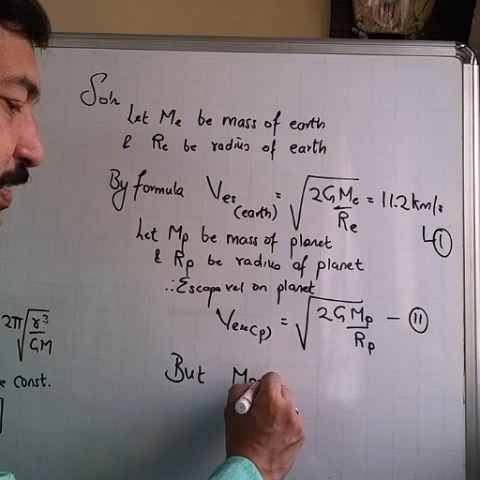 Soln
Let Me be mass of earth
& Re be radius of earth
By formula Ves(earth) = √(2GMe/Re) = 11.2 km/s
↳ (I)
Let Mp be mass of planet
& Rp be radius of planet
∴ Escape vel on planet
Vesc(p) = √(2GMp/Rp) — (II)
2π√(r³/GM)
const.
But M